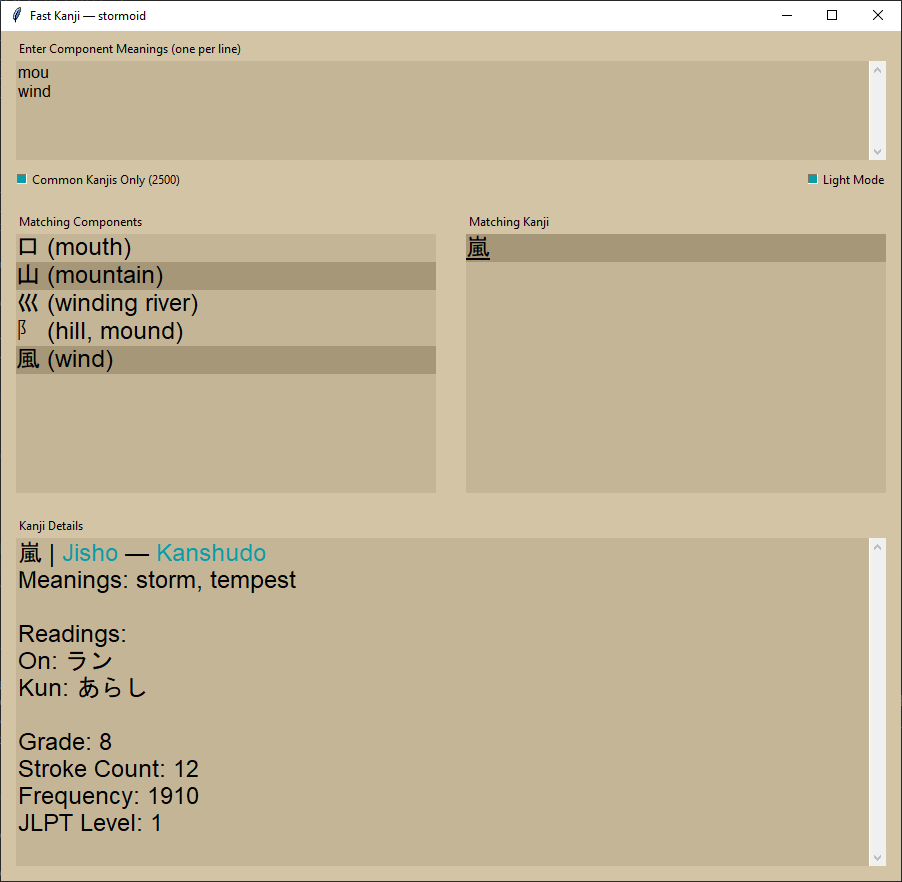 Fast Kanji — stormoid
Enter Component Meanings (one per line)
mou
wind
Common Kanjis Only (2500)
Light Mode
Matching Components
Matching Kanji
口 (mouth)
山 (mountain)
巛 (winding river)
阝 (hill, mound)
風 (wind)
嵐
Kanji Details
嵐 | Jisho — Kanshudo
Meanings: storm, tempest
Readings:
On: ラン
Kun: あらし
Grade: 8
Stroke Count: 12
Frequency: 1910
JLPT Level: 1